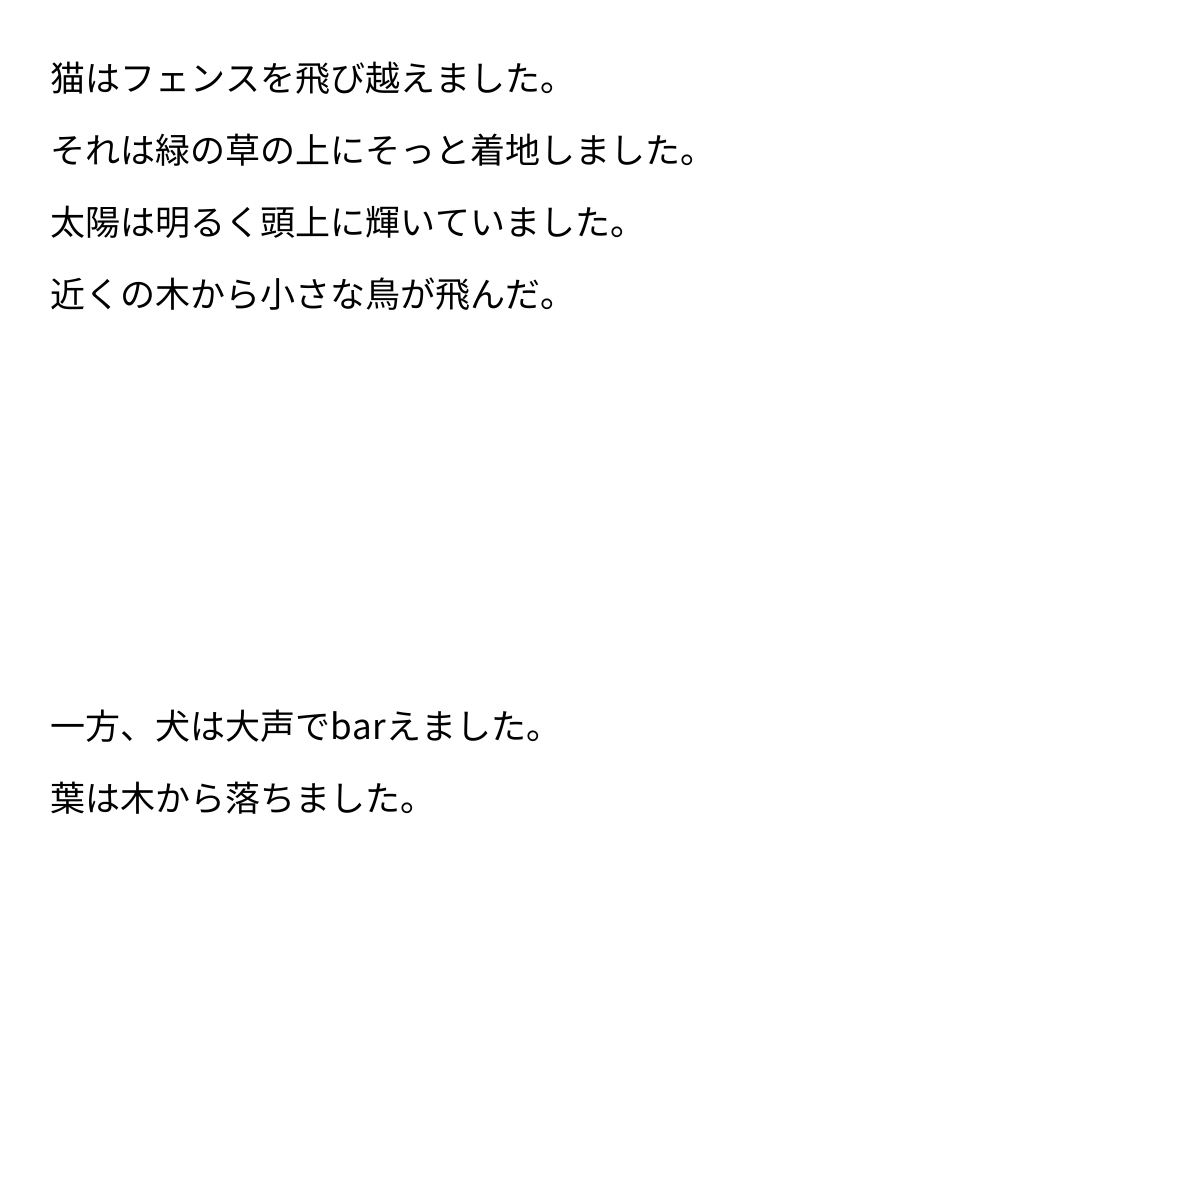 猫はフェンスを飛び越えました。
それは緑の草の上にそっと着地しました。
太陽は明るく頭上に輝いていました。
近くの木から小さな鳥が飛んだ。
一方、犬は大声でbarえました。
葉は木から落ちました。